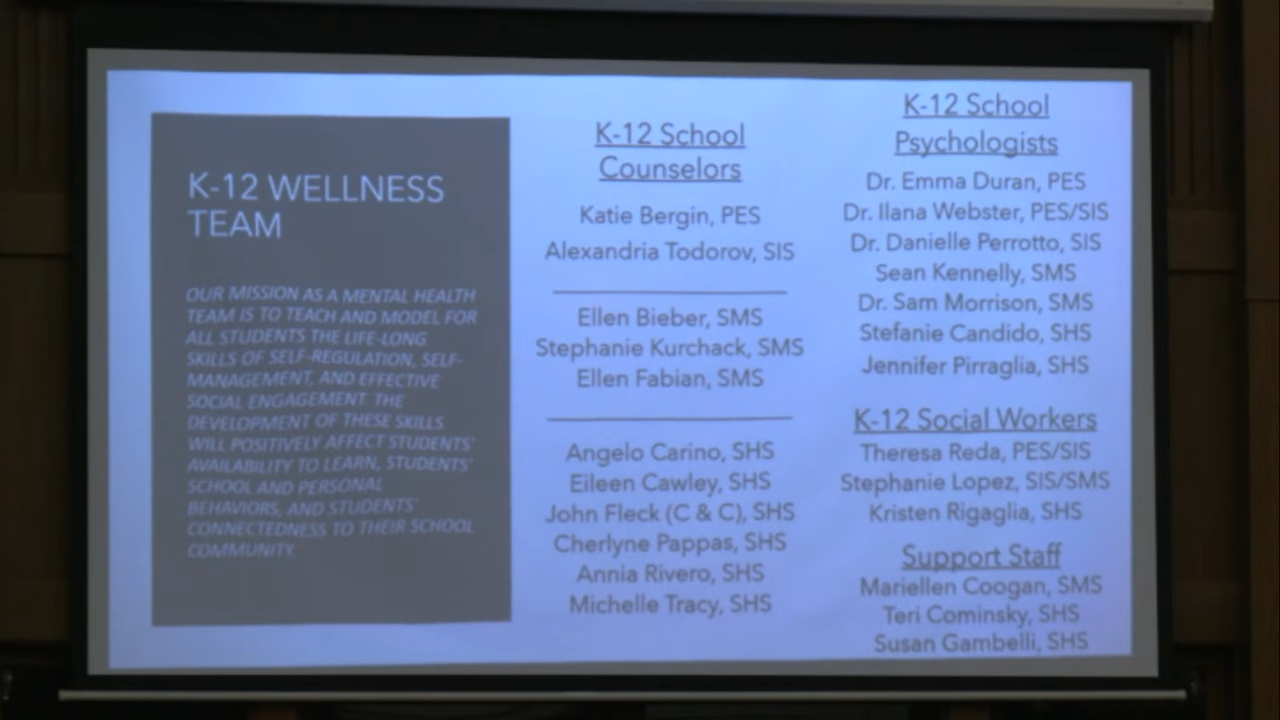 K-12 WELLNESS
TEAM
OUR MISSION AS A MENTAL HEALTH
TEAM IS TO TEACH AND MODEL FOR
ALL STUDENTS THE LIFE-LONG
SKILLS OF SELF-REGULATION, SELF-
MANAGEMENT, AND EFFECTIVE
SOCIAL ENGAGEMENT. THE
DEVELOPMENT OF THESE SKILLS
WILL POSITIVELY AFFECT STUDENTS'
AVAILABILITY TO LEARN, STUDENTS'
SCHOOL AND PERSONAL
BEHAVIORS, AND STUDENTS'
CONNECTEDNESS TO THEIR SCHOOL
COMMUNITY.
K-12 School
Counselors
Katie Bergin, PES
Alexandria Todorov, SIS
Ellen Bieber, SMS
Stephanie Kurchack, SMS
Ellen Fabian, SMS
Angelo Carino, SHS
Eileen Cawley, SHS
John Fleck (C & C), SHS
Cherlyne Pappas, SHS
Annia Rivero, SHS
Michelle Tracy, SHS
K-12 School
Psychologists
Dr. Emma Duran, PES
Dr. Ilana Webster, PES/SIS
Dr. Danielle Perrotto, SIS
Sean Kennelly, SMS
Dr. Sam Morrison, SMS
Stefanie Candido, SHS
Jennifer Pirraglia, SHS
K-12 Social Workers
Theresa Reda, PES/SIS
Stephanie Lopez, SIS/SMS
Kristen Rigaglia, SHS
Support Staff
Mariellen Coogan, SMS
Teri Cominsky, SHS
Susan Gambelli, SHS